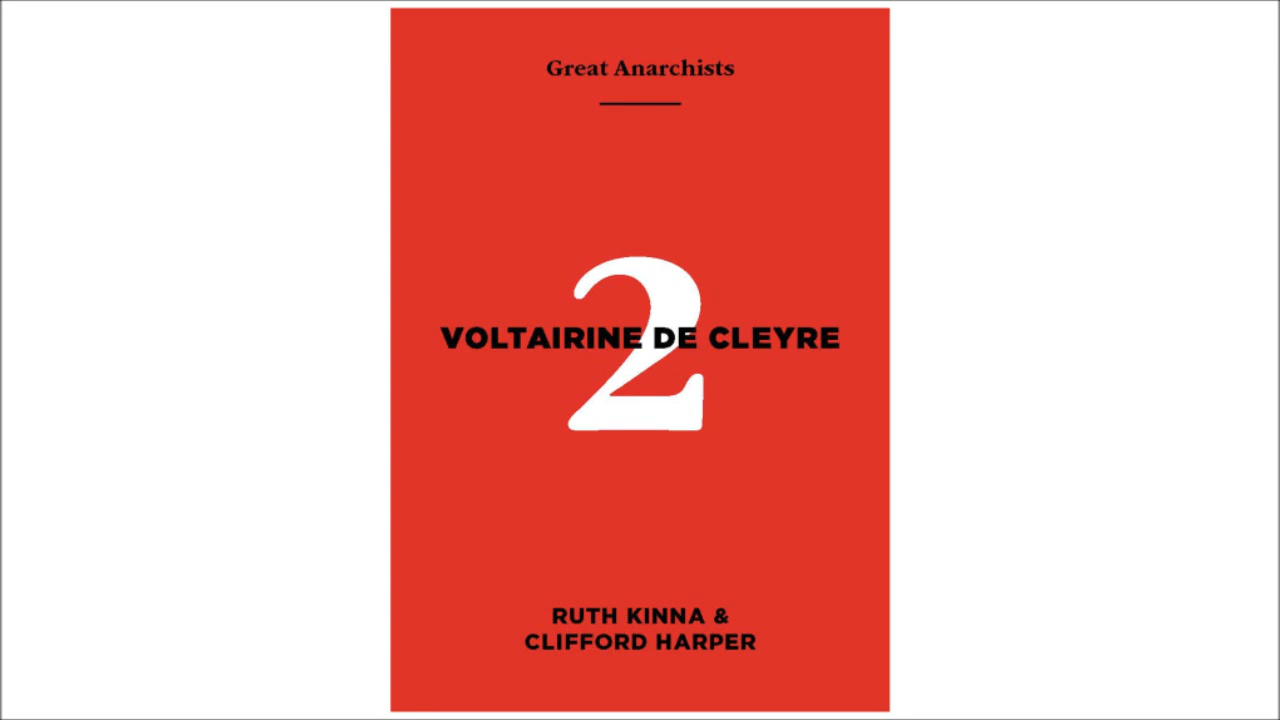 Great Anarchists
2
VOLTAIRINE DE CLEYRE
RUTH KINNA &
CLIFFORD HARPER